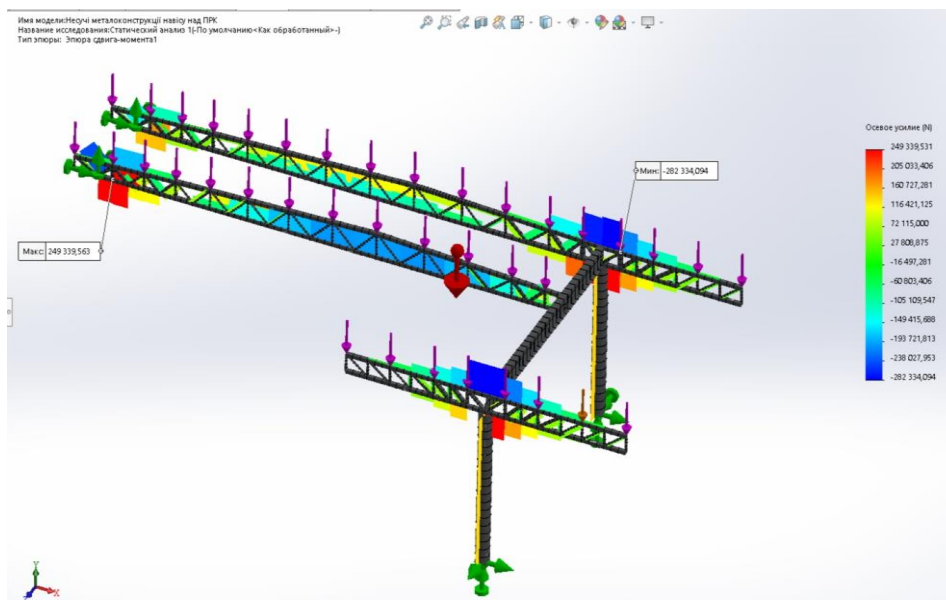 Имя модели:Несучі металоконструкції навісу над ПРК
Название исследования:Статический анализ 1(-По умолчанию<Как обработанный>-)
Тип эпюры: Эпюра сдвига-момента1
Осевое усилие (N)
249 339,531
205 033,406
160 727,281
116 421,125
72 115,000
27 808,875
-16 497,281
-60 803,406
-105 109,547
-149 415,688
-193 721,813
-238 027,953
-282 334,094
Мин: -282 334,094
Макс: 249 339,563
Y
X